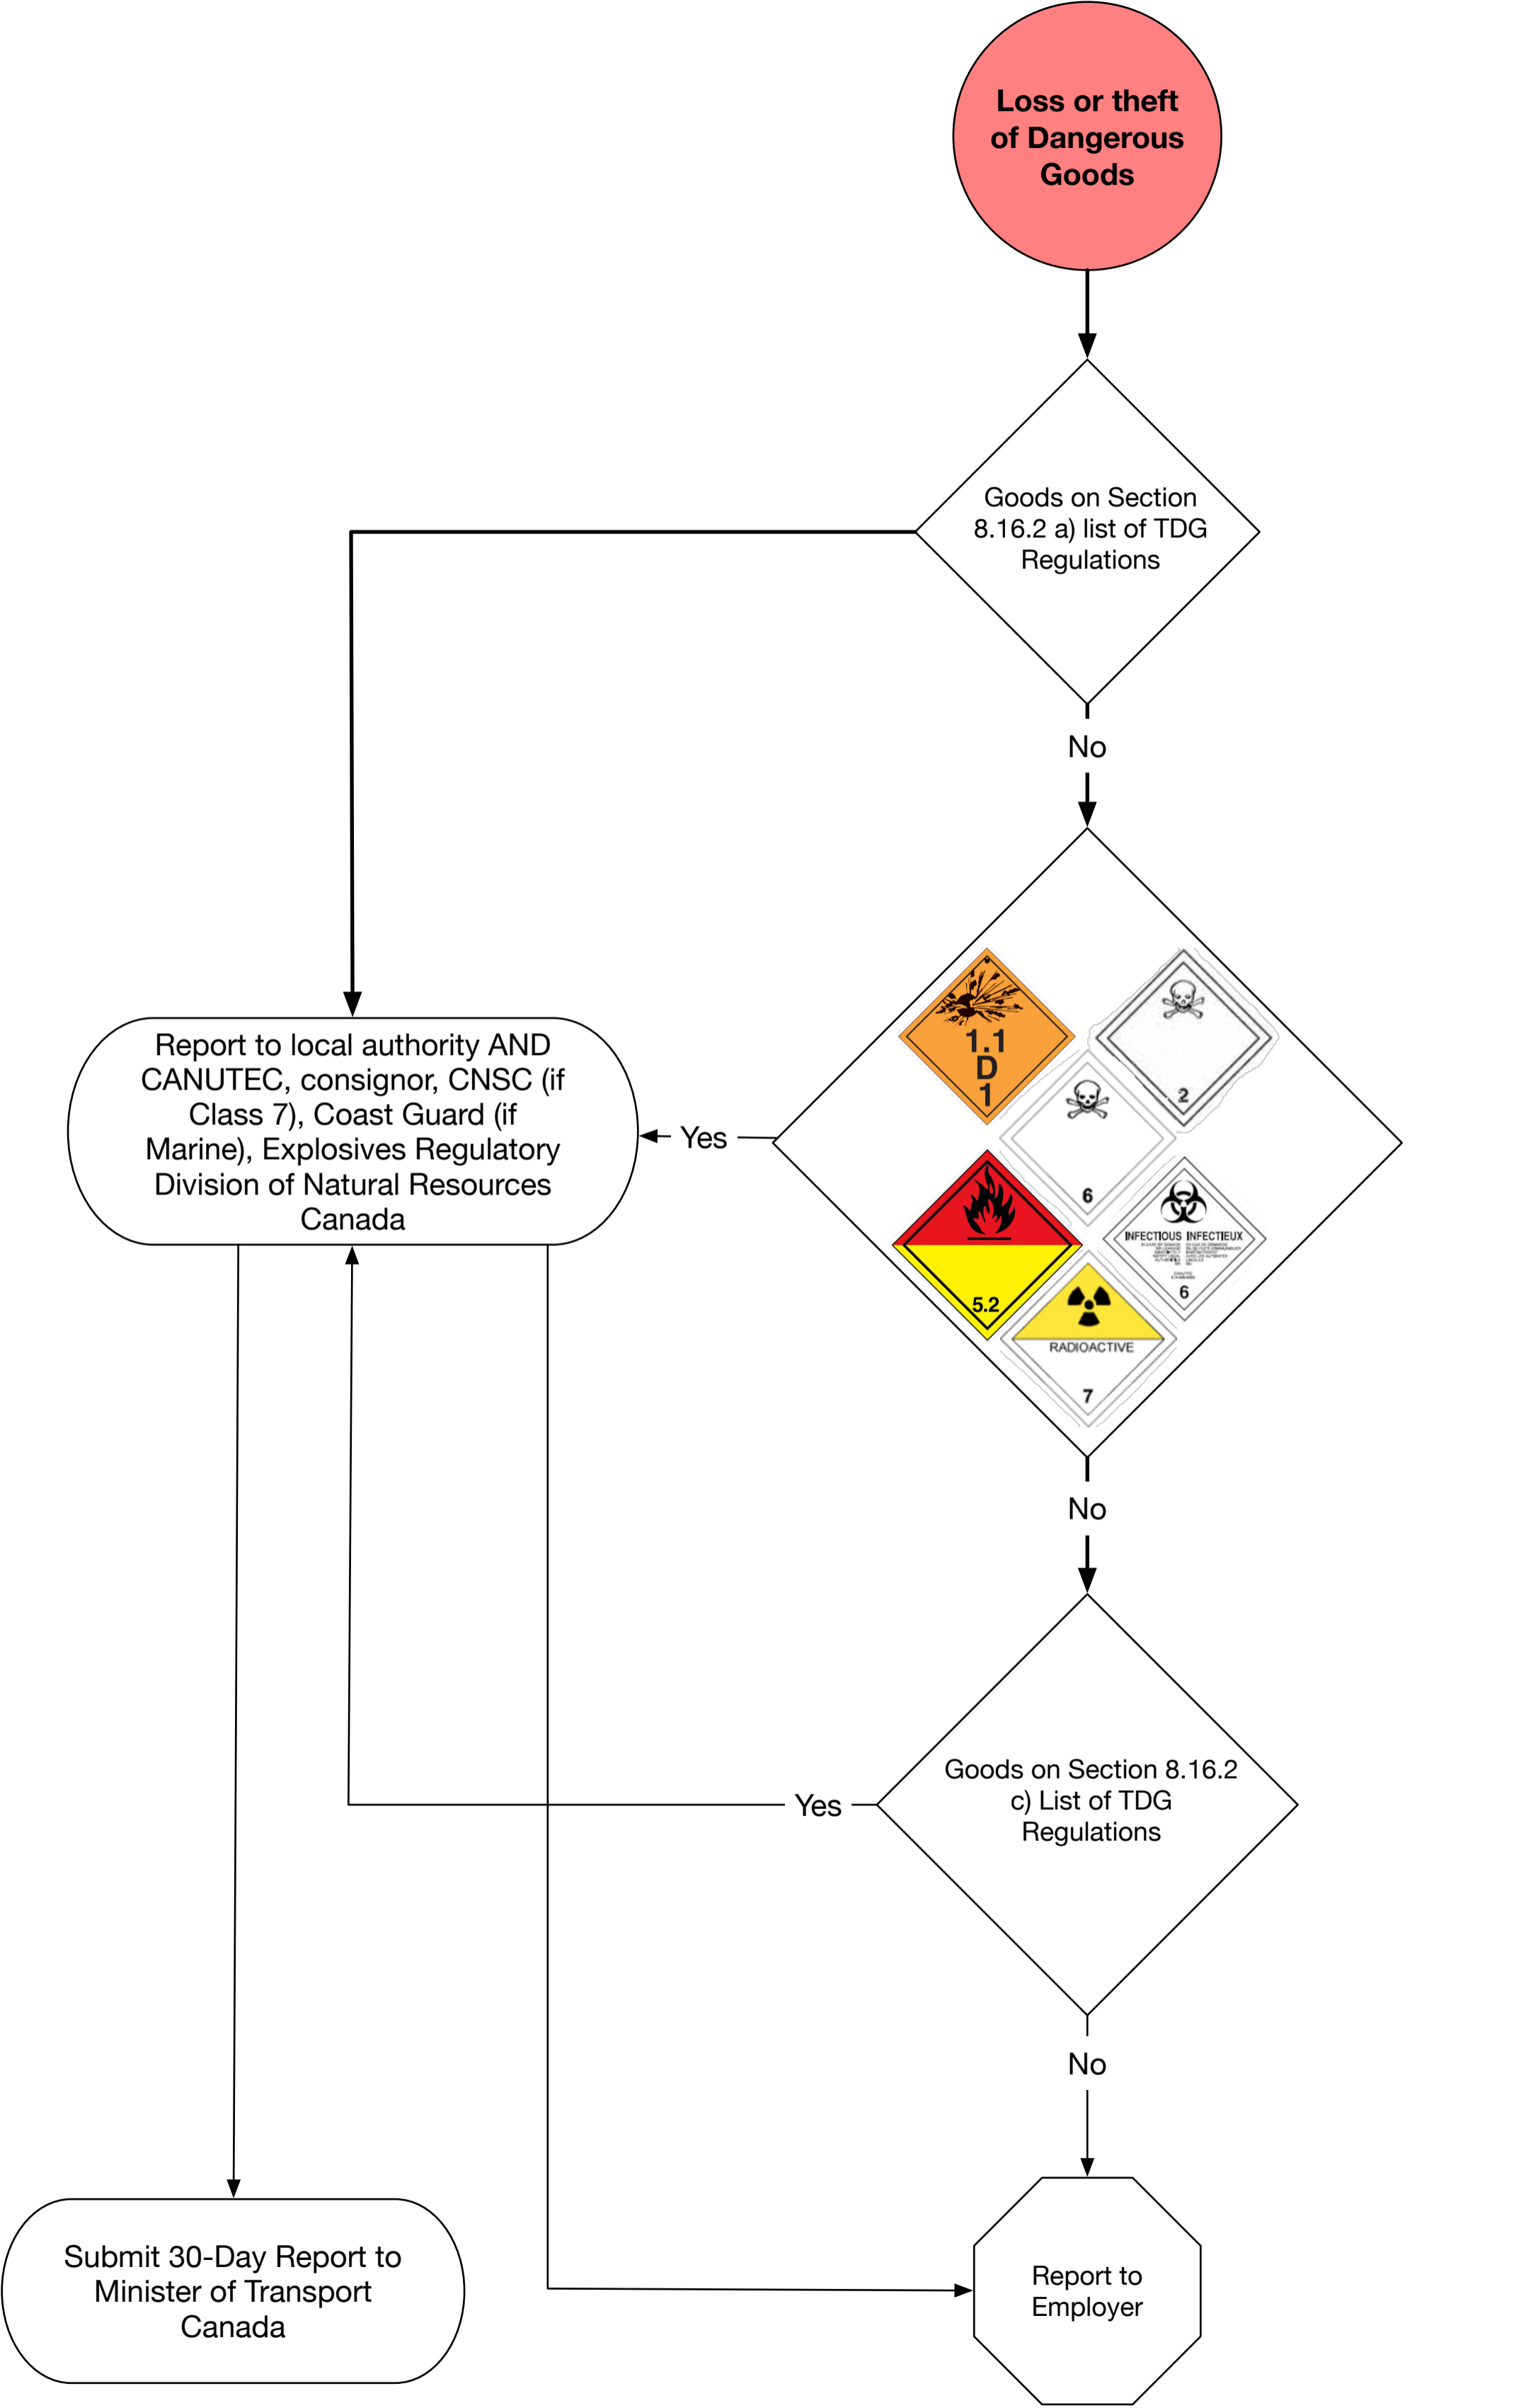 Loss or theft
of Dangerous
Goods
Goods on Section
8.16.2 a) list of TDG
Regulations
No
1.1
D
1
2
6
5.2
INFECTIOUS INFECTIEUX
6
RADIOACTIVE
7
Yes
Report to local authority AND
CANUTEC, consignor, CNSC (if
Class 7), Coast Guard (if
Marine), Explosives Regulatory
Division of Natural Resources
Canada
No
Goods on Section 8.16.2
c) List of TDG
Regulations
Yes
No
Submit 30-Day Report to
Minister of Transport
Canada
Report to
Employer